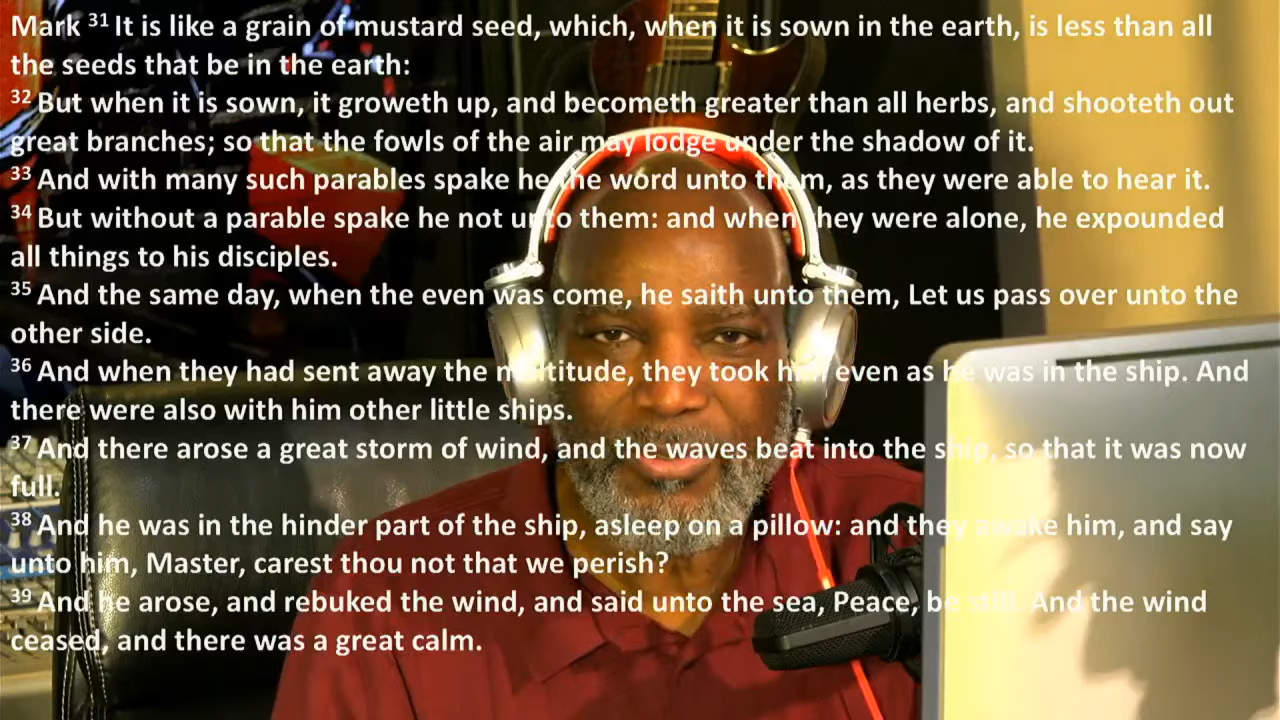 Mark 31 It is like a grain of mustard seed, which, when it is sown in the earth, is less than all
the seeds that be in the earth:
32 But when it is sown, it groweth up, and becometh greater than all herbs, and shooteth out
great branches; so that the fowls of the air may lodge under the shadow of it.
33 And with many such parables spake he the word unto them, as they were able to hear it.
34 But without a parable spake he not unto them: and when they were alone, he expounded
all things to his disciples.
35 And the same day, when the even was come, he saith unto them, Let us pass over unto the
other side.
36 And when they had sent away the multitude, they took him even as he was in the ship. And
there were also with him other little ships.
37 And there arose a great storm of wind, and the waves beat into the ship, so that it was now
full.
38 And he was in the hinder part of the ship, asleep on a pillow: and they awake him, and say
unto him, Master, carest thou not that we perish?
39 And he arose, and rebuked the wind, and said unto the sea, Peace, be still. And the wind
ceased, and there was a great calm.